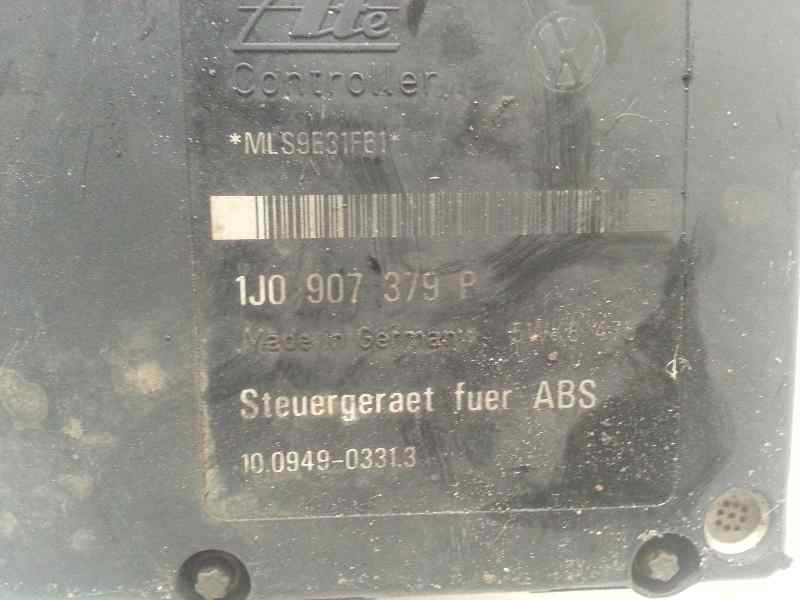 Ate
Controller
*MLS9E31FB1*
1J0 907 379 P
Made in Germany
Steuergeraet fuer ABS
10.0949-0331.3